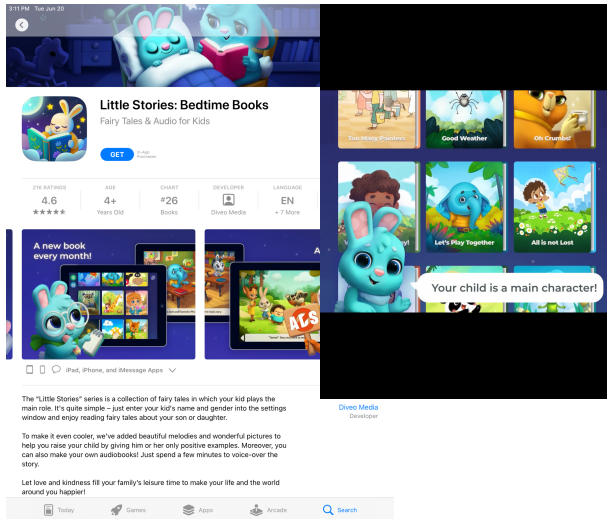 3:11 PM Tue Jun 20
Little Stories: Bedtime Books
Fairy Tales & Audio for Kids
GET
In-App
Purchases
21K RATINGS
4.6
AGE
4+
Years Old
CHART
#26
Books
DEVELOPER
Diveo Media
LANGUAGE
EN
+ 7 More
A new book
every month!
A
iPad, iPhone, and iMessage Apps
The "Little Stories" series is a collection of fairy tales in which your kid plays the
main role. It's quite simple – just enter your kid's name and gender into the settings
window and enjoy reading fairy tales about your son or daughter.
To make it even cooler, we've added beautiful melodies and wonderful pictures to
help you raise your child by giving him or her only positive examples. Moreover, you
can also make your own audiobooks! Just spend a few minutes to voice-over the
story.
Let love and kindness fill your family's leisure time to make your life and the world
around you happier!
Diveo Media
Developer
Today
Games
Apps
Arcade
Search
Too Many Painters
Good Weather
Oh Crumbs!
Let's Play Together
All is not Lost
Your child is a main character!